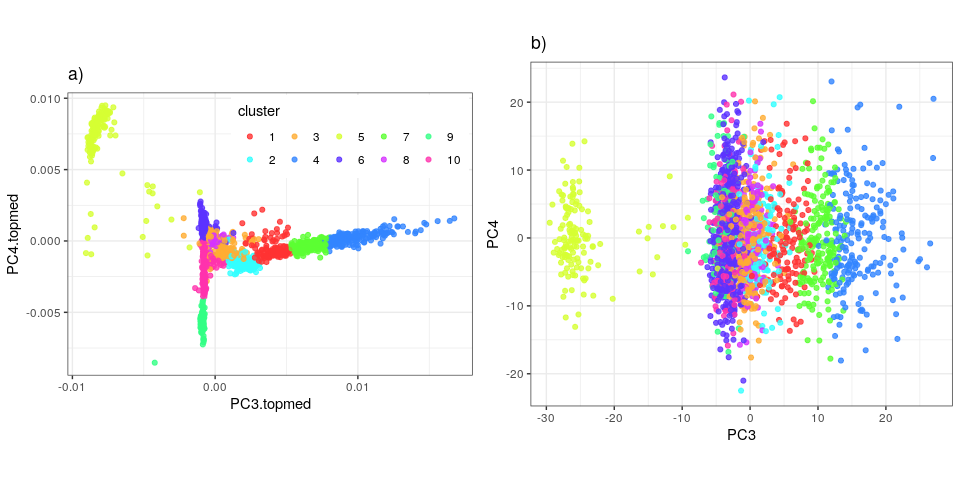 a)
cluster
1 3 5 7 9
2 4 6 8 10
0.010
0.005
0.000
-0.005
-0.01 0.00 0.01
PC3.topmed
PC4.topmed
b)
20
10
0
-10
-20
-30 -20 -10 0 10 20
PC3
PC4